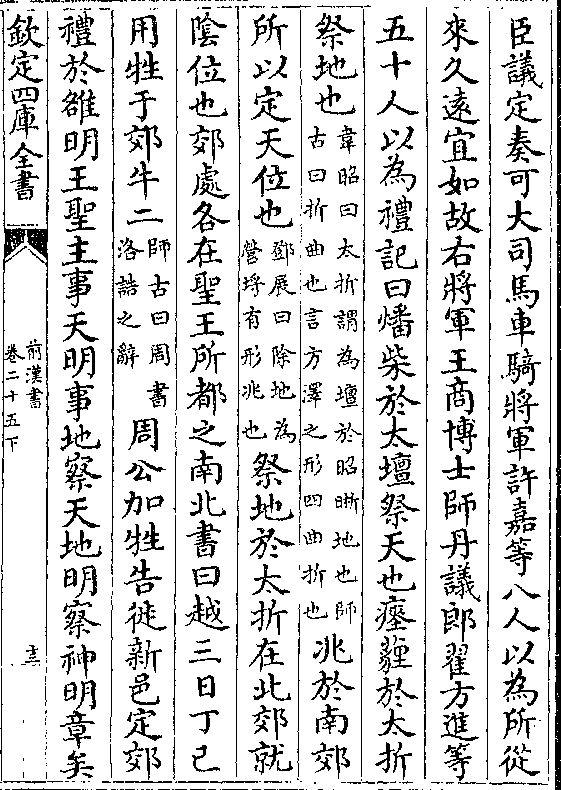 臣議定奏可大司馬車騎將軍許嘉等八人以為所從
來久遠宜如故右將軍王商博士師丹議郎翟方進等
五十人以為禮記曰燔柴於太壇祭天也瘞薶於太折
祭地也韋昭曰太折謂為壇於昭晣地也師古曰折曲也言方澤之形四曲折也兆於南郊
所以定天位也鄧展曰除地為營埒有形兆也祭地於太折在北郊就
陰位也郊處各在聖王所都之南北書曰越三日丁巳
用牲于郊牛二師古曰周書洛誥之辭周公加牲告徙新邑定郊
禮於雒明王聖主事天明事地察天地明察神明章矣
欽定四庫全書
前漢書
卷二十五下
十三